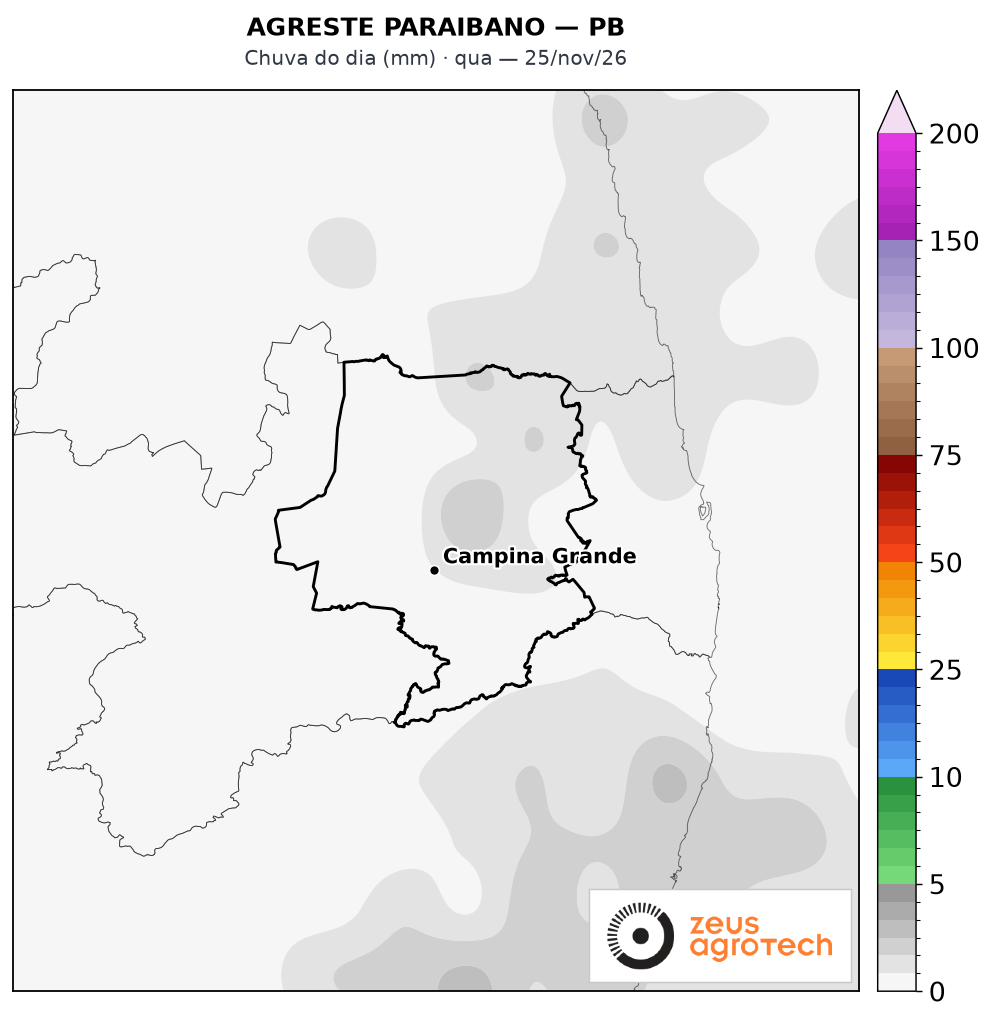 AGRESTE PARAIBANO — PB
Chuva do dia (mm) · qua — 25/nov/26
200
150
100
75
50
25
10
5
0
Campina Grande
zeus
agrotech